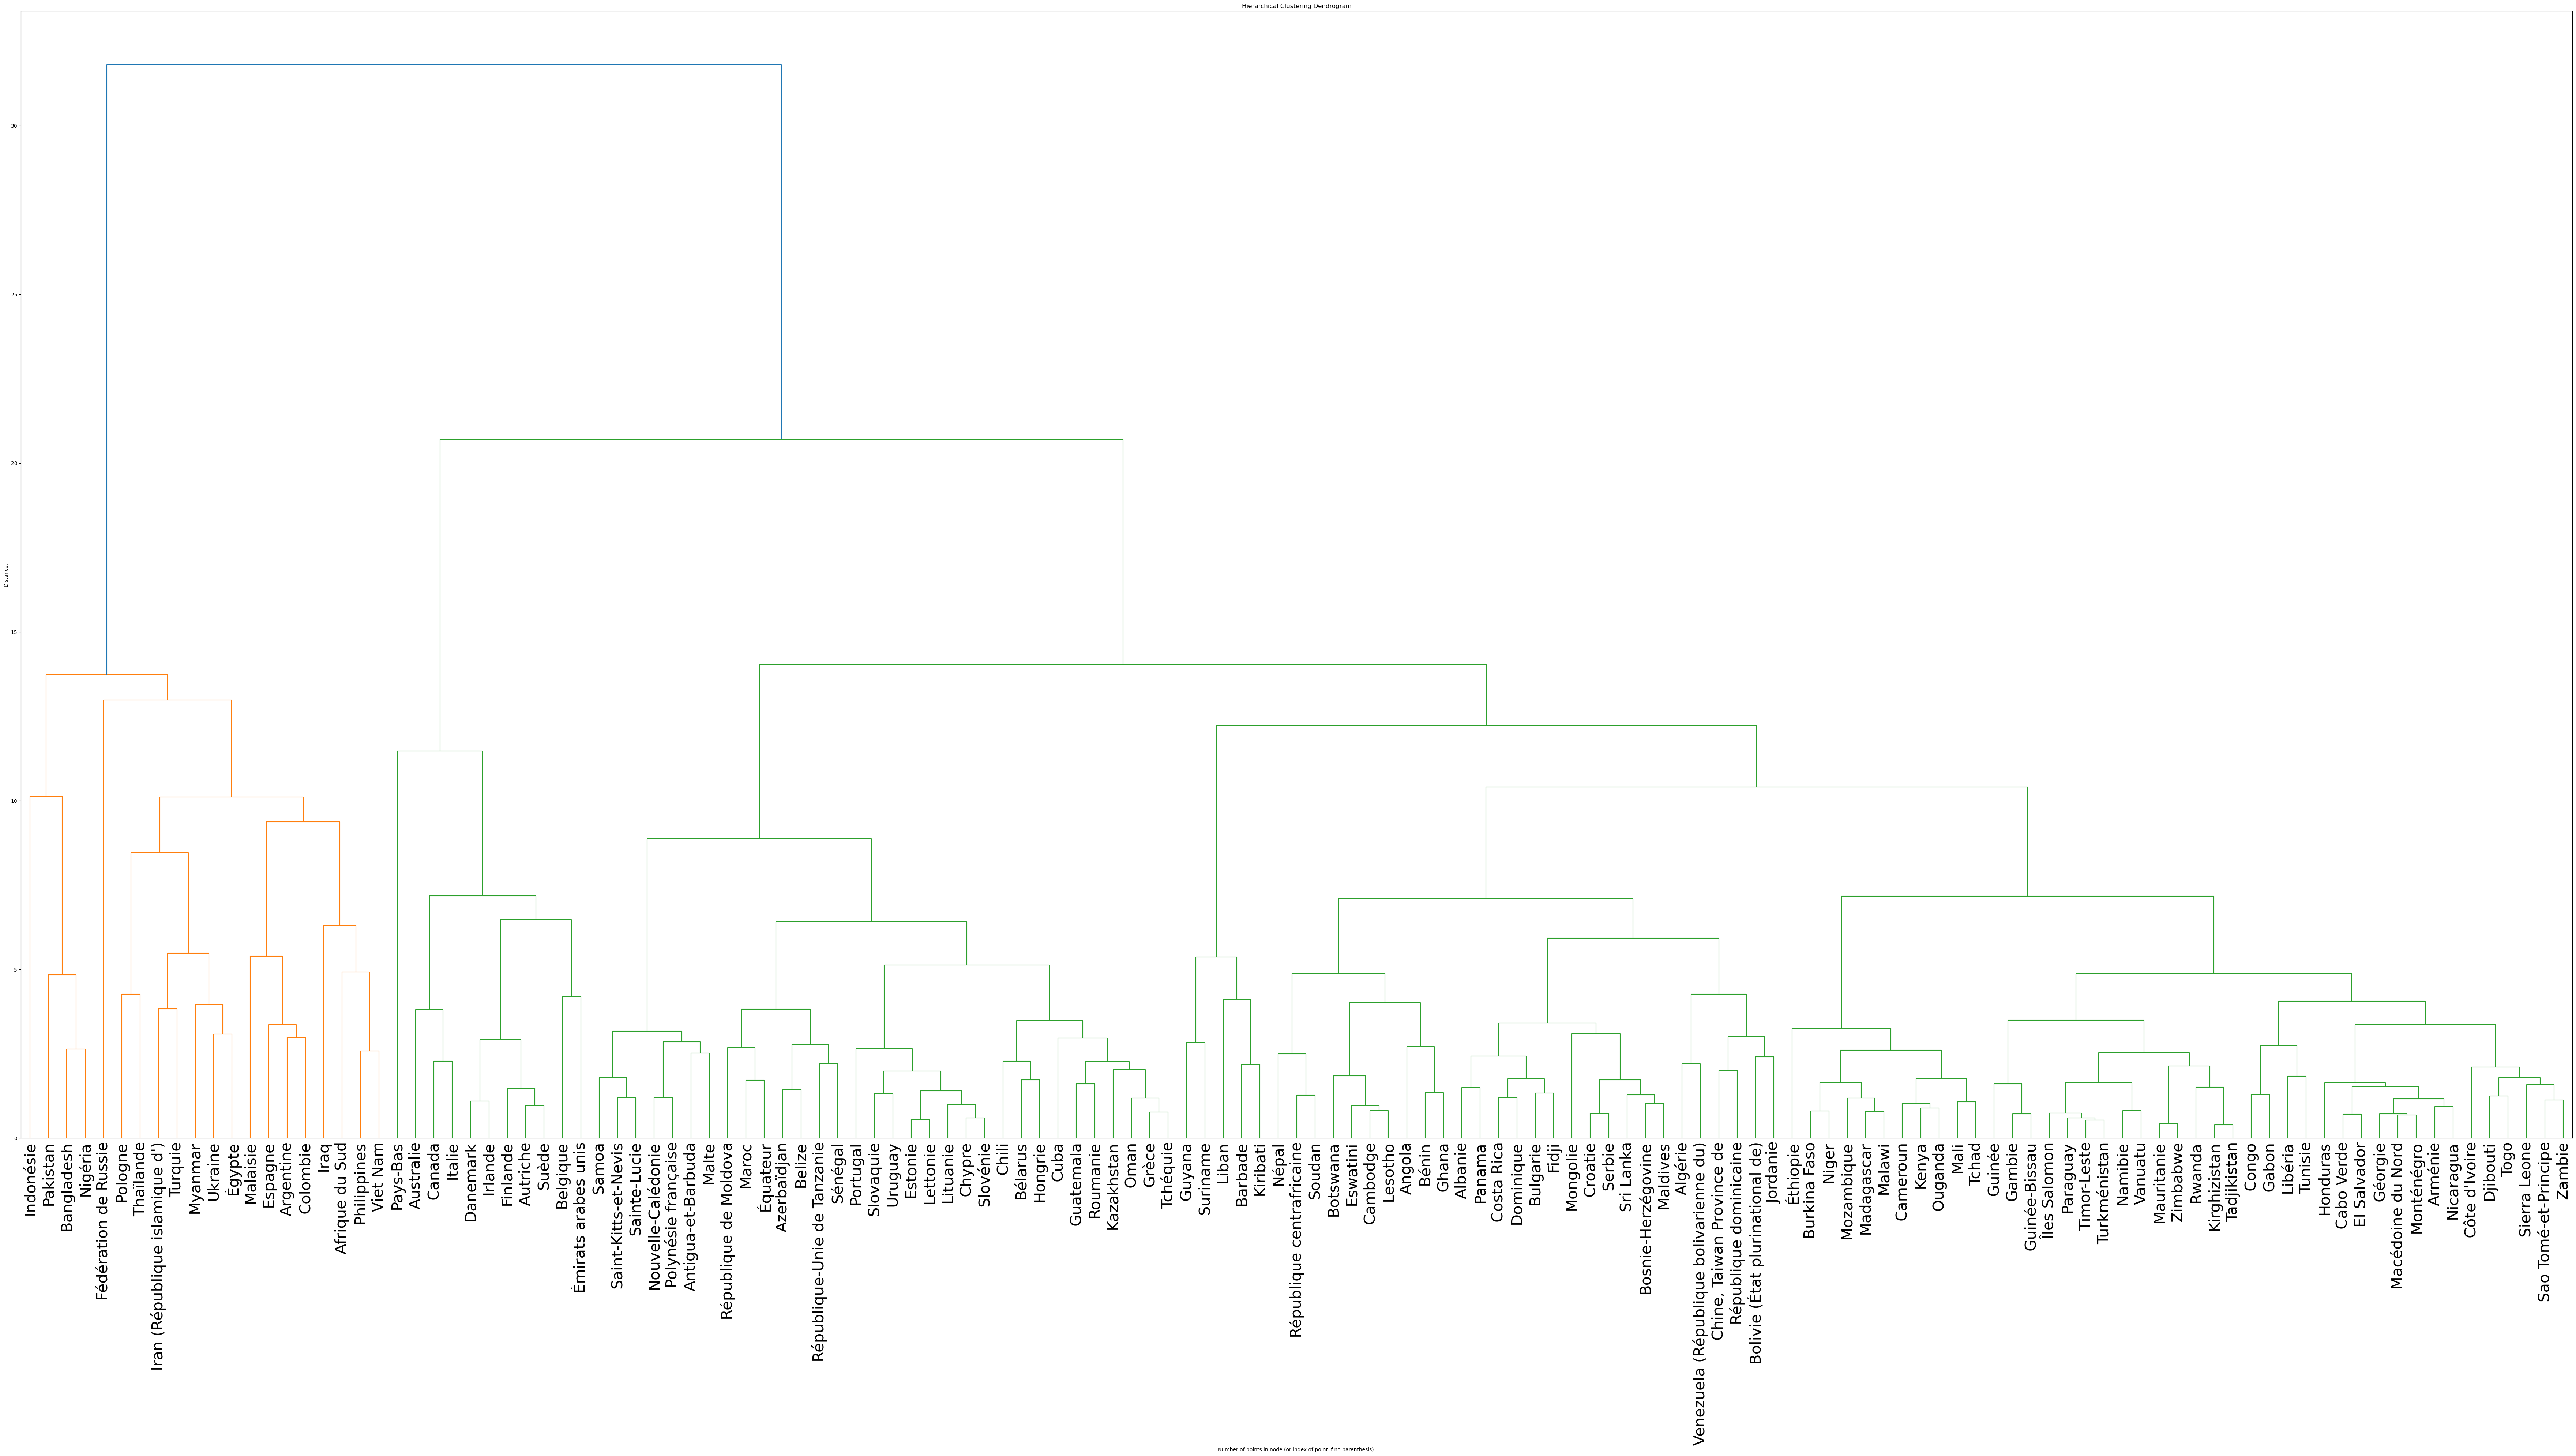 Hierarchical Clustering Dendrogram
30
25
20
15
10
5
0
Distance.
Indonésie
Pakistan
Bangladesh
Nigéria
Fédération de Russie
Pologne
Thaïlande
Iran (République islamique d')
Turquie
Myanmar
Ukraine
Égypte
Malaisie
Espagne
Argentine
Colombie
Iraq
Afrique du Sud
Philippines
Viet Nam
Pays-Bas
Australie
Canada
Italie
Danemark
Irlande
Finlande
Autriche
Suède
Belgique
Émirats arabes unis
Samoa
Saint-Kitts-et-Nevis
Sainte-Lucie
Nouvelle-Calédonie
Polynésie française
Antigua-et-Barbuda
Malte
République de Moldova
Maroc
Équateur
Azerbaïdjan
Belize
République-Unie de Tanzanie
Sénégal
Portugal
Slovaquie
Uruguay
Estonie
Lettonie
Lituanie
Chypre
Slovénie
Chili
Bélarus
Hongrie
Cuba
Guatemala
Roumanie
Kazakhstan
Oman
Grèce
Tchéquie
Guyana
Suriname
Liban
Barbade
Kiribati
Népal
République centrafricaine
Soudan
Botswana
Eswatini
Cambodge
Lesotho
Angola
Bénin
Ghana
Albanie
Panama
Costa Rica
Dominique
Bulgarie
Fidji
Mongolie
Croatie
Serbie
Sri Lanka
Bosnie-Herzégovine
Maldives
Algérie
Venezuela (République bolivarienne du)
Chine, Taiwan Province de
République dominicaine
Bolivie (État plurinational de)
Jordanie
Éthiopie
Burkina Faso
Niger
Mozambique
Madagascar
Malawi
Cameroun
Kenya
Ouganda
Mali
Tchad
Guinée
Gambie
Guinée-Bissau
Îles Salomon
Paraguay
Timor-Leste
Turkménistan
Namibie
Vanuatu
Mauritanie
Zimbabwe
Rwanda
Kirghizistan
Tadjikistan
Congo
Gabon
Libéria
Tunisie
Honduras
Cabo Verde
El Salvador
Géorgie
Macédoine du Nord
Monténégro
Arménie
Nicaragua
Côte d'Ivoire
Djibouti
Togo
Sierra Leone
Sao Tomé-et-Principe
Zambie
Number of points in node (or index of point if no parenthesis).